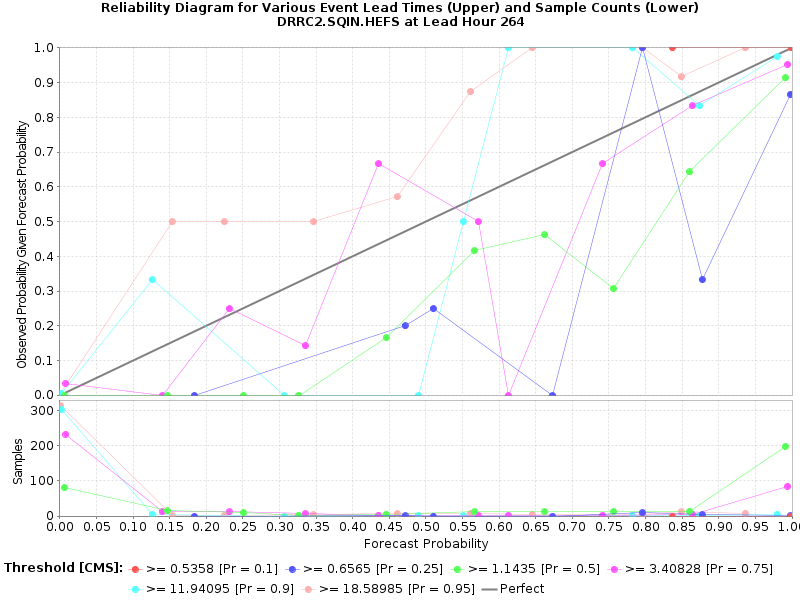 Reliability Diagram for Various Event Lead Times (Upper) and Sample Counts (Lower)
DRRC2.SQIN.HEFS at Lead Hour 264
Observed Probability Given Forecast Probability
1.0
0.9
0.8
0.7
0.6
0.5
0.4
0.3
0.2
0.1
0.0
Samples
300
200
100
0
0.00 0.05 0.10 0.15 0.20 0.25 0.30 0.35 0.40 0.45 0.50 0.55 0.60 0.65 0.70 0.75 0.80 0.85 0.90 0.95 1.0
Forecast Probability
Threshold [CMS]: >= 0.5358 [Pr = 0.1] >= 0.6565 [Pr = 0.25] >= 1.1435 [Pr = 0.5] >= 3.40828 [Pr = 0.75]
>= 11.94095 [Pr = 0.9] >= 18.58985 [Pr = 0.95] Perfect